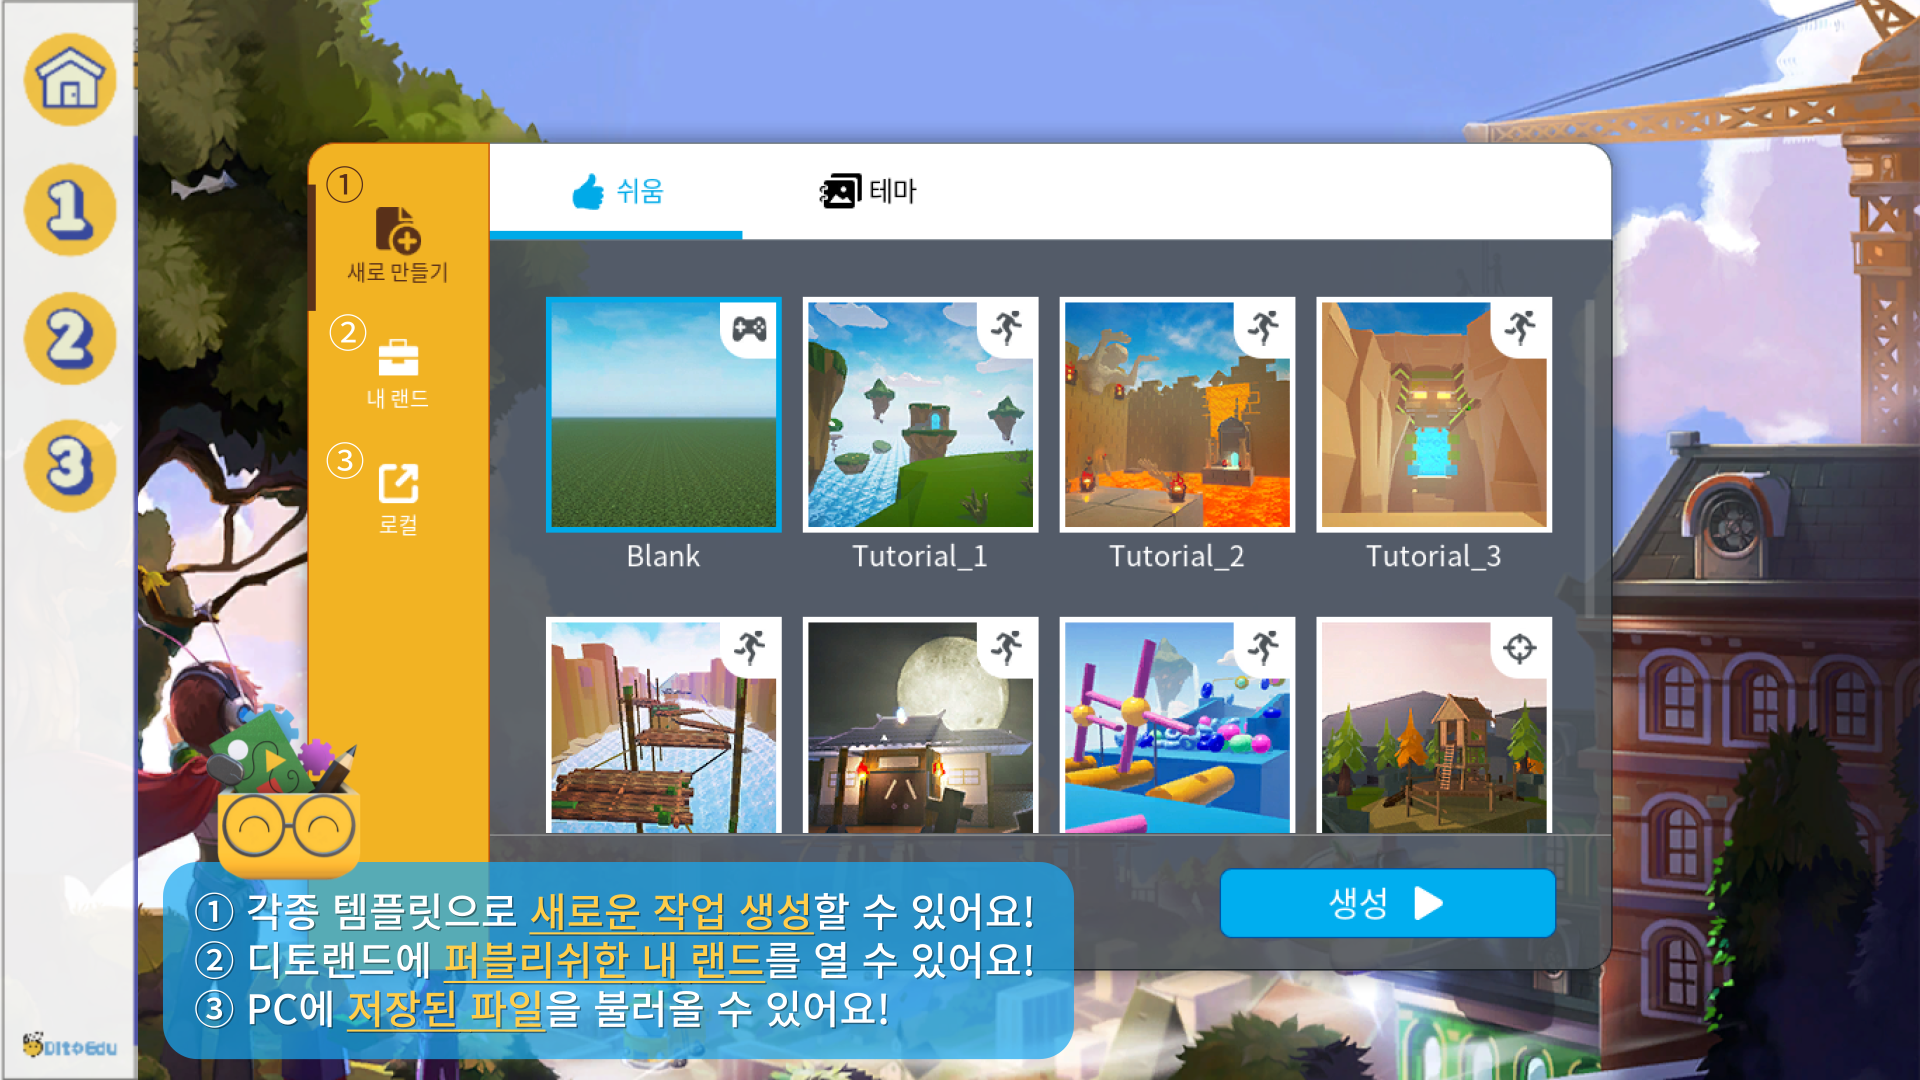 1
2
3
DitoEdu
①
새로 만들기
②
내 랜드
③
로컬
쉬움
테마
Blank
Tutorial_1
Tutorial_2
Tutorial_3
생성
① 각종 템플릿으로 새로운 작업 생성할 수 있어요!
② 디토랜드에 퍼블리쉬한 내 랜드를 열 수 있어요!
③ PC에 저장된 파일을 불러올 수 있어요!